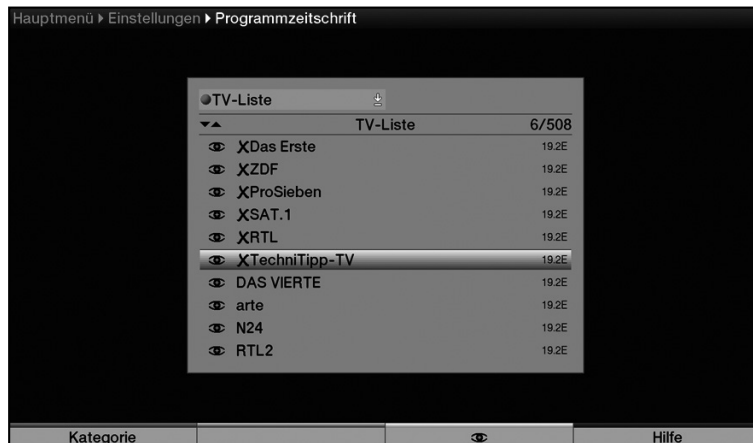 Hauptmenü Einstellungen Programmzeitschrift
TV-Liste
TV-Liste 6/508
XDas Erste 19.2E
XZDF 19.2E
XProSieben 19.2E
XSAT.1 19.2E
XRTL 19.2E
XTechniTipp-TV 19.2E
DAS VIERTE 19.2E
arte 19.2E
N24 19.2E
RTL2 19.2E
Kategorie Hilfe